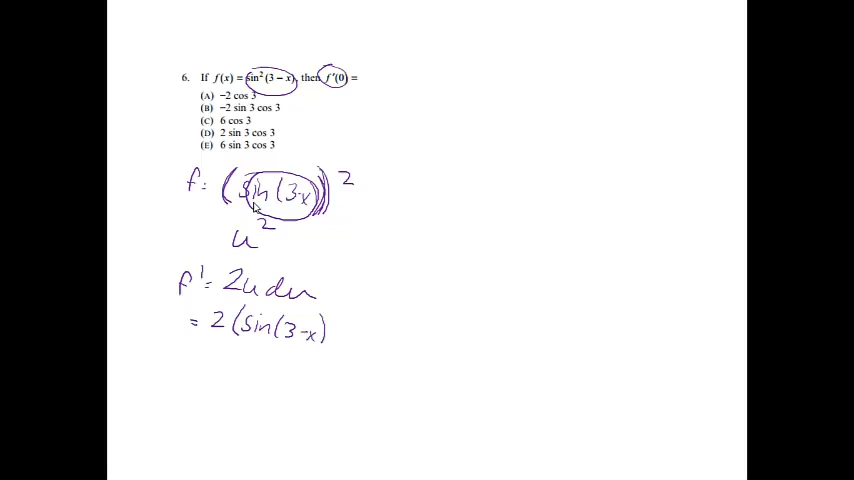 6. If f(x) = sin² (3 − x), then f′(0) =
(A) −2 cos 3
(B) −2 sin 3 cos 3
(C) 6 cos 3
(D) 2 sin 3 cos 3
(E) 6 sin 3 cos 3
f: (sin(3-x))²
u²
f' = 2u du
= 2(sin(3-x)